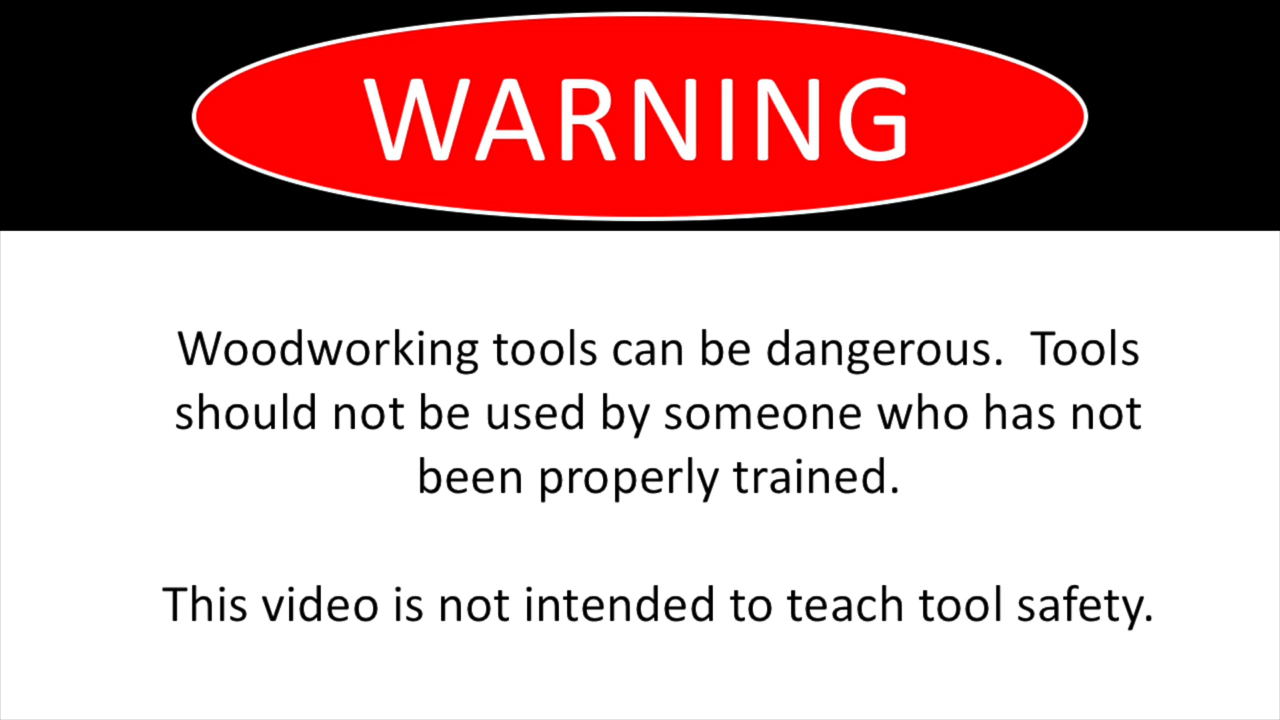 WARNING
Woodworking tools can be dangerous.  Tools
should not be used by someone who has not
been properly trained.
This video is not intended to teach tool safety.